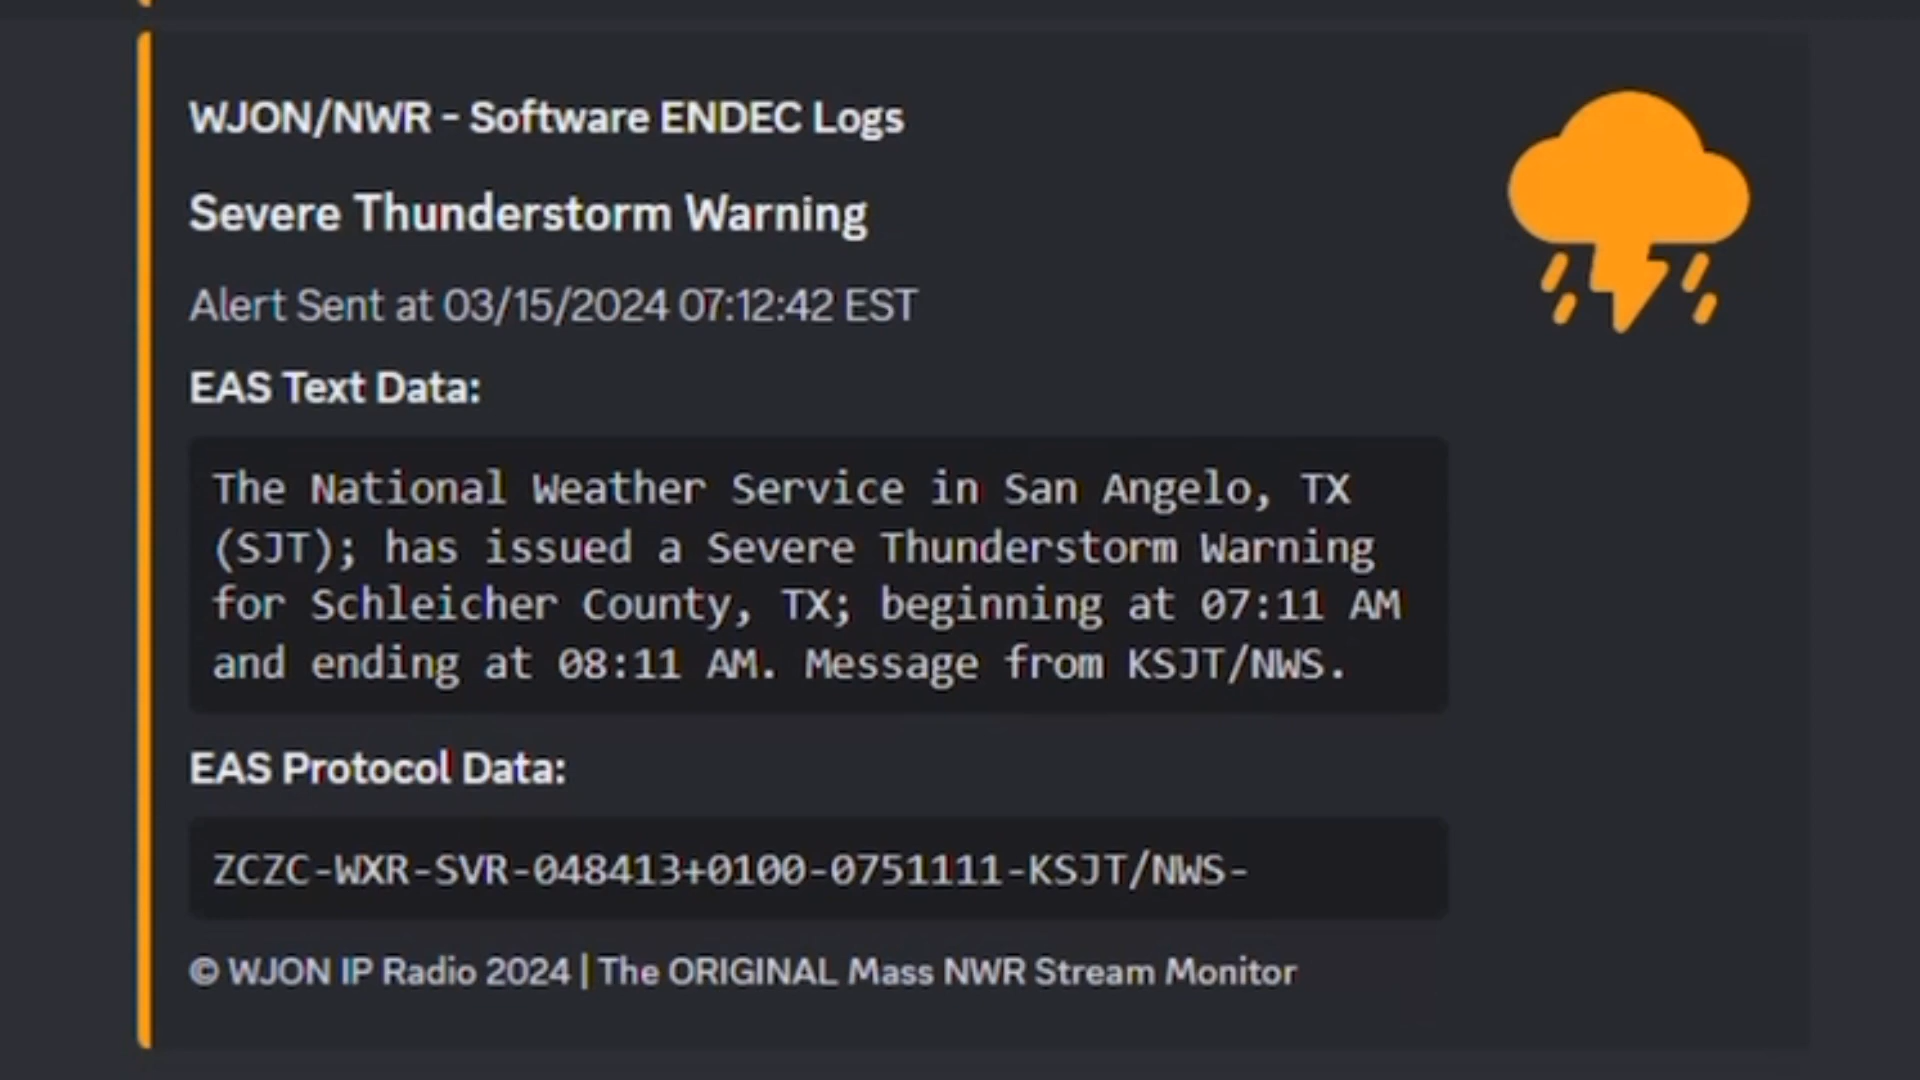 WJON/NWR - Software ENDEC Logs
Severe Thunderstorm Warning
Alert Sent at 03/15/2024 07:12:42 EST
EAS Text Data:
The National Weather Service in San Angelo, TX
(SJT); has issued a Severe Thunderstorm Warning
for Schleicher County, TX; beginning at 07:11 AM
and ending at 08:11 AM. Message from KSJT/NWS.
EAS Protocol Data:
ZCZC-WXR-SVR-048413+0100-0751111-KSJT/NWS-
© WJON IP Radio 2024 | The ORIGINAL Mass NWR Stream Monitor